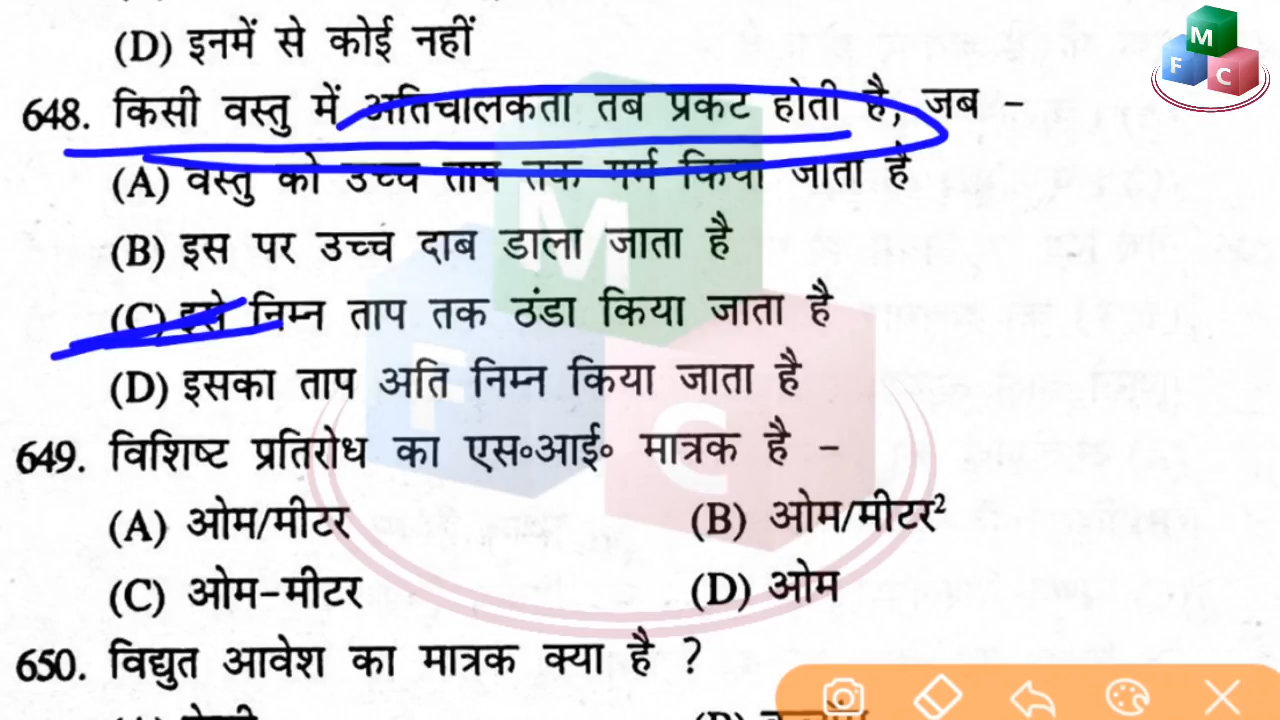 (D) इनमें से कोई नहीं
648. किसी वस्तु में अतिचालकता तब प्रकट होती है, जब -
(A) वस्तु को उच्च ताप तक गर्म किया जाता है
(B) इस पर उच्च दाब डाला जाता है
(C) इसे निम्न ताप तक ठंडा किया जाता है
(D) इसका ताप अति निम्न किया जाता है
649. विशिष्ट प्रतिरोध का एस॰आई॰ मात्रक है -
(A) ओम/मीटर (B) ओम/मीटर²
(C) ओम-मीटर (D) ओम
650. विद्युत आवेश का मात्रक क्या है ?
M
F C
M
F C